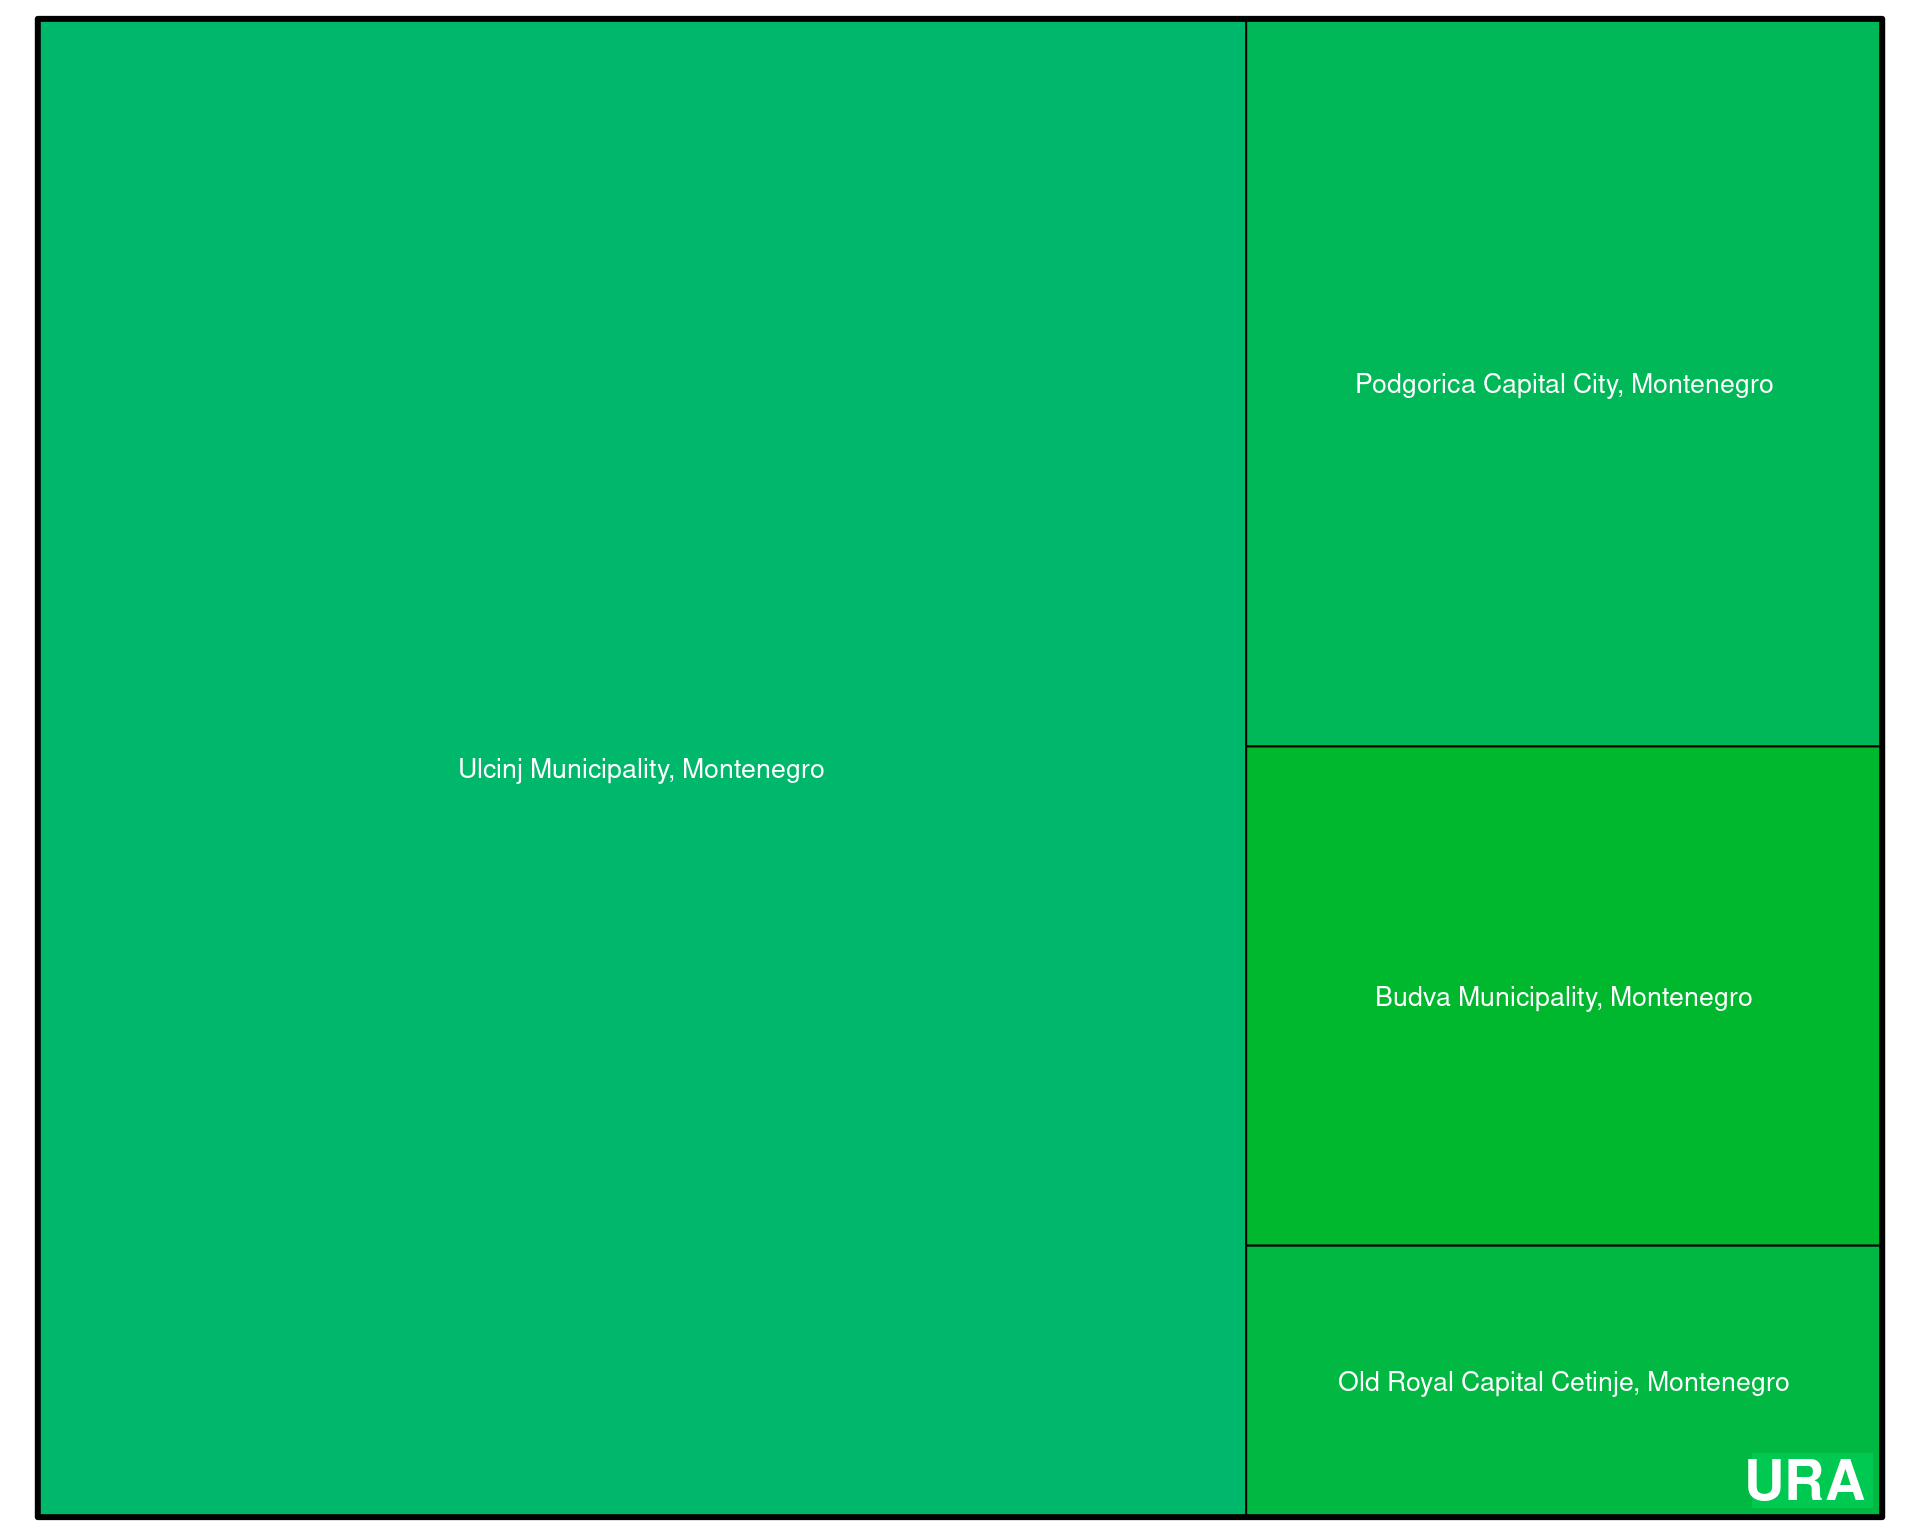 Ulcinj Municipality, Montenegro
Podgorica Capital City, Montenegro
Budva Municipality, Montenegro
Old Royal Capital Cetinje, Montenegro
URA